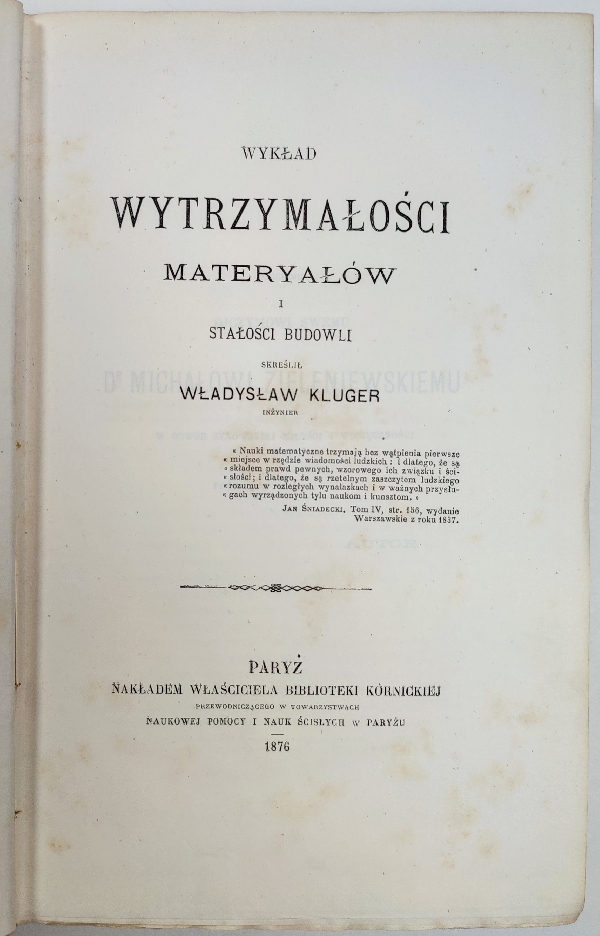 WYKŁAD
WYTRZYMAŁOŚCI
MATERYAŁÓW
I
STAŁOŚCI BUDOWLI
SKREŚLIŁ
WŁADYSŁAW KLUGER
INŻYNIER
« Nauki matematyczne trzymają bez wątpienia pierwsze
« miejsce w rzędzie wiadomości ludzkich : i dlatego, że są
« składem prawd pewnych, wzorowego ich związku i ści-
« słości; i dlatego, że są rzetelnym zaszczytem ludzkiego
« rozumu w rozległych wynalazkach i w ważnych przysłu-
« gach wyrządzonych tylu naukom i kunsztom. »
JAN ŚNIADECKI, Tom IV, str. 156, wydanie
Warszawskie z roku 1837.
PARYŻ
NAKŁADEM WŁAŚCICIELA BIBLIOTEKI KÓRNICKIEJ
PRZEWODNICZĄCEGO W TOWARZYSTWACH
NAUKOWEJ POMOCY I NAUK ŚCISŁYCH W PARYŻU
1876